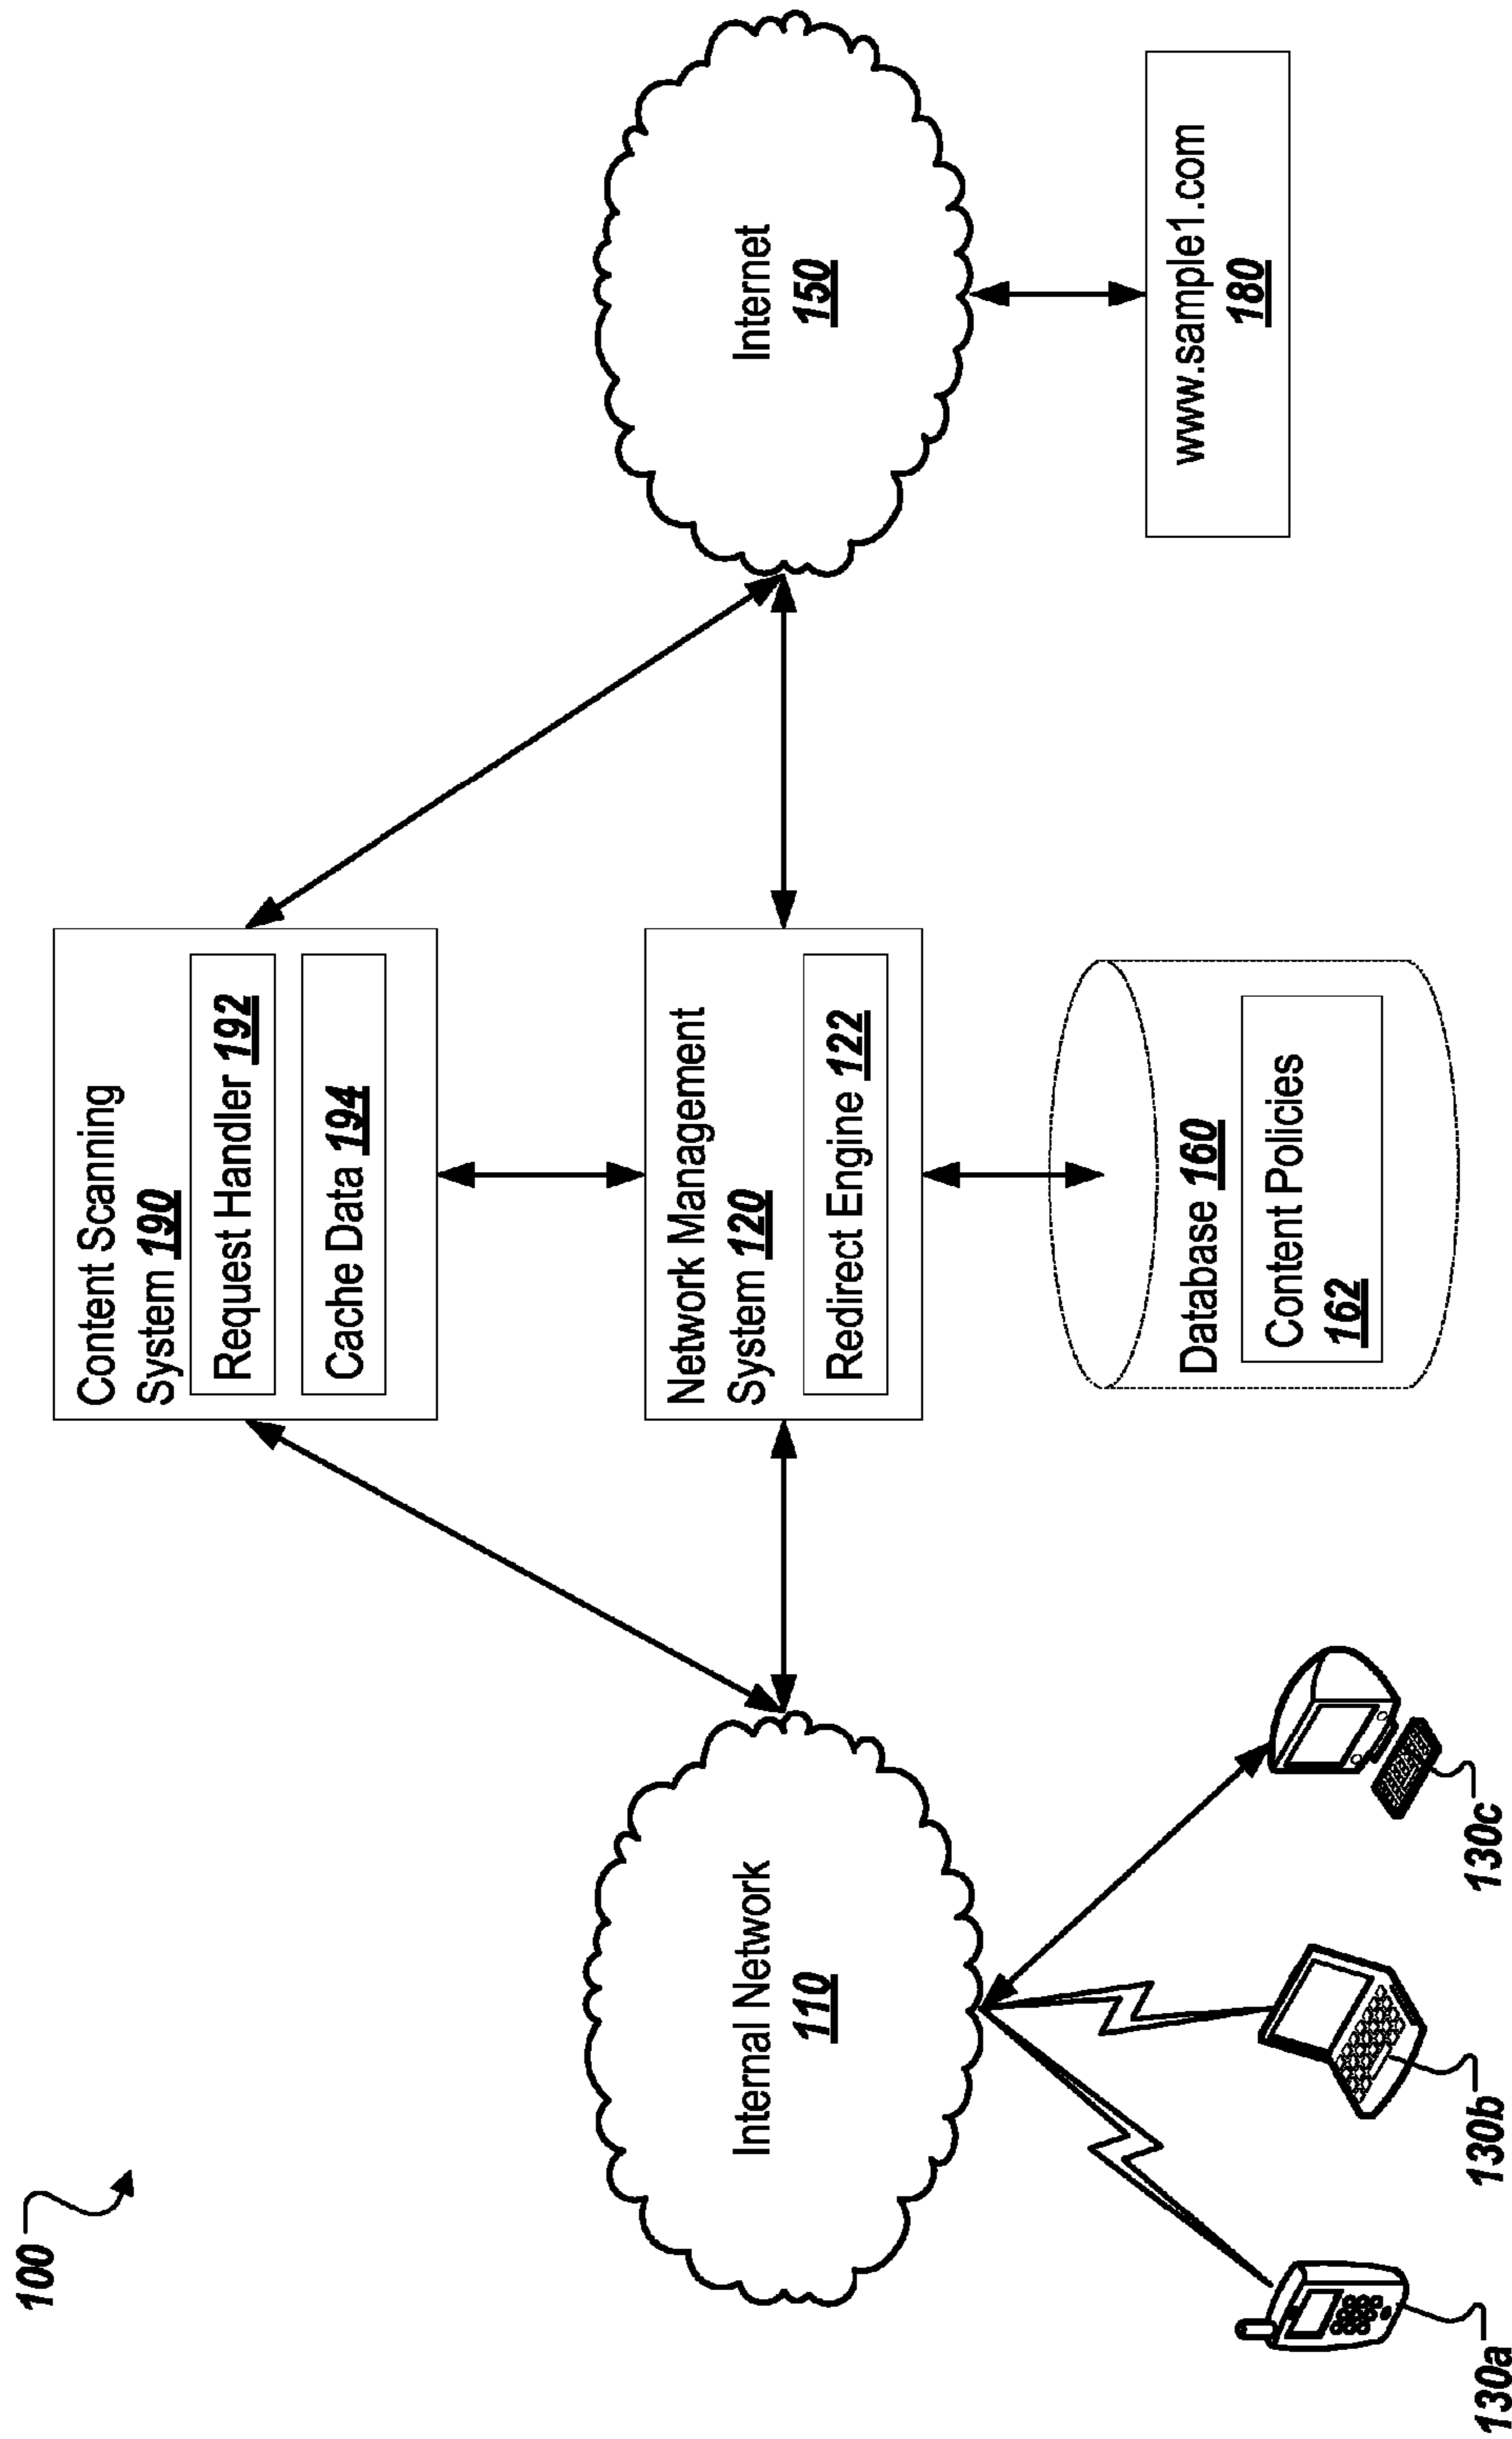 100
Content Scanning
System 190
Request Handler 192
Cache Data 194
Internal Network
110
Network Management
System 120
Redirect Engine 122
Internet
150
Database 160
Content Policies
162
www.sample1.com
180
130a
130b
130c